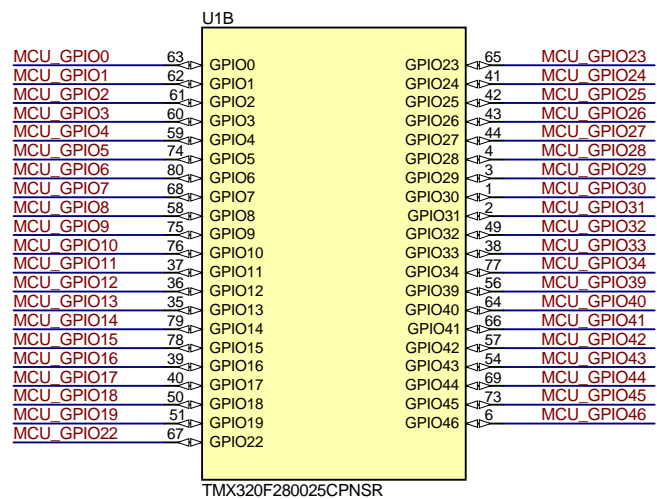 U1B
MCU_GPIO0 63 GPIO0 GPIO23 65 MCU_GPIO23
MCU_GPIO1 62 GPIO1 GPIO24 41 MCU_GPIO24
MCU_GPIO2 61 GPIO2 GPIO25 42 MCU_GPIO25
MCU_GPIO3 60 GPIO3 GPIO26 43 MCU_GPIO26
MCU_GPIO4 59 GPIO4 GPIO27 44 MCU_GPIO27
MCU_GPIO5 74 GPIO5 GPIO28 4 MCU_GPIO28
MCU_GPIO6 80 GPIO6 GPIO29 3 MCU_GPIO29
MCU_GPIO7 68 GPIO7 GPIO30 1 MCU_GPIO30
MCU_GPIO8 58 GPIO8 GPIO31 2 MCU_GPIO31
MCU_GPIO9 75 GPIO9 GPIO32 49 MCU_GPIO32
MCU_GPIO10 76 GPIO10 GPIO33 38 MCU_GPIO33
MCU_GPIO11 37 GPIO11 GPIO34 77 MCU_GPIO34
MCU_GPIO12 36 GPIO12 GPIO39 56 MCU_GPIO39
MCU_GPIO13 35 GPIO13 GPIO40 64 MCU_GPIO40
MCU_GPIO14 79 GPIO14 GPIO41 66 MCU_GPIO41
MCU_GPIO15 78 GPIO15 GPIO42 57 MCU_GPIO42
MCU_GPIO16 39 GPIO16 GPIO43 54 MCU_GPIO43
MCU_GPIO17 40 GPIO17 GPIO44 69 MCU_GPIO44
MCU_GPIO18 50 GPIO18 GPIO45 73 MCU_GPIO45
MCU_GPIO19 51 GPIO19 GPIO46 6 MCU_GPIO46
MCU_GPIO22 67 GPIO22
TMX320F280025CPNSR